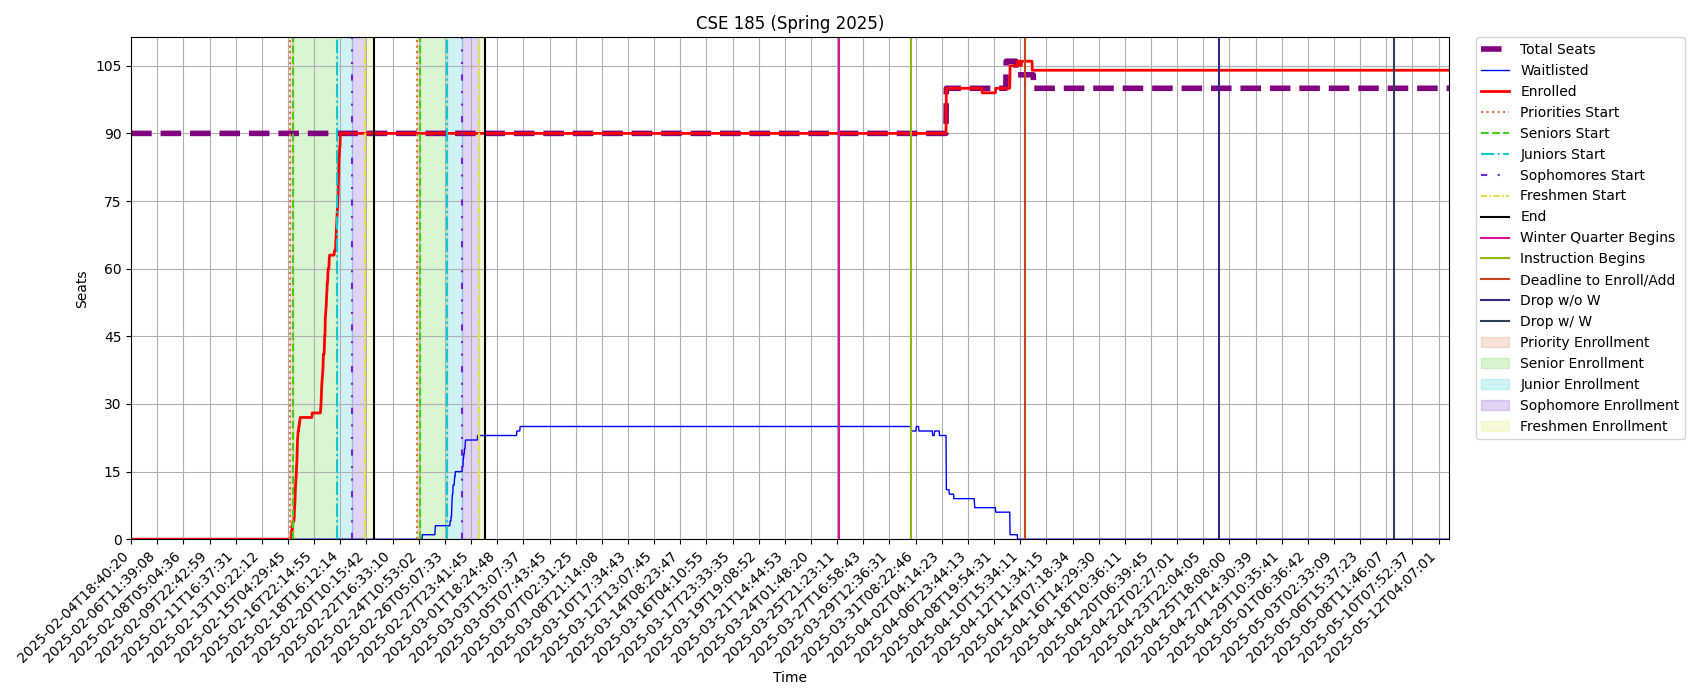 CSE 185 (Spring 2025)
Seats
105
90
75
60
45
30
15
0
2025-02-04T18:40:20
2025-02-06T11:39:08
2025-02-08T05:04:36
2025-02-09T22:42:59
2025-02-11T16:37:31
2025-02-13T10:22:12
2025-02-15T04:29:45
2025-02-16T22:14:55
2025-02-18T16:12:14
2025-02-20T10:15:42
2025-02-22T16:33:10
2025-02-24T10:53:02
2025-02-26T05:07:33
2025-02-27T23:41:45
2025-03-01T18:24:48
2025-03-03T13:07:37
2025-03-05T07:43:45
2025-03-07T02:31:25
2025-03-08T21:14:08
2025-03-10T17:34:43
2025-03-12T13:07:45
2025-03-14T08:23:47
2025-03-16T04:10:55
2025-03-17T23:33:35
2025-03-19T19:08:52
2025-03-21T14:44:53
2025-03-24T01:48:20
2025-03-25T21:23:11
2025-03-27T16:58:43
2025-03-29T12:36:31
2025-03-31T08:22:46
2025-04-02T04:14:23
2025-04-06T23:44:13
2025-04-08T19:54:31
2025-04-10T15:34:11
2025-04-12T11:34:15
2025-04-14T07:18:34
2025-04-16T14:29:30
2025-04-18T10:36:11
2025-04-20T06:39:45
2025-04-22T02:27:01
2025-04-23T22:04:05
2025-04-25T18:08:00
2025-04-27T14:30:39
2025-04-29T10:35:41
2025-05-01T06:36:42
2025-05-03T02:33:09
2025-05-06T15:37:23
2025-05-08T11:46:07
2025-05-10T07:52:37
2025-05-12T04:07:01
Time
Total Seats
Waitlisted
Enrolled
Priorities Start
Seniors Start
Juniors Start
Sophomores Start
Freshmen Start
End
Winter Quarter Begins
Instruction Begins
Deadline to Enroll/Add
Drop w/o W
Drop w/ W
Priority Enrollment
Senior Enrollment
Junior Enrollment
Sophomore Enrollment
Freshmen Enrollment